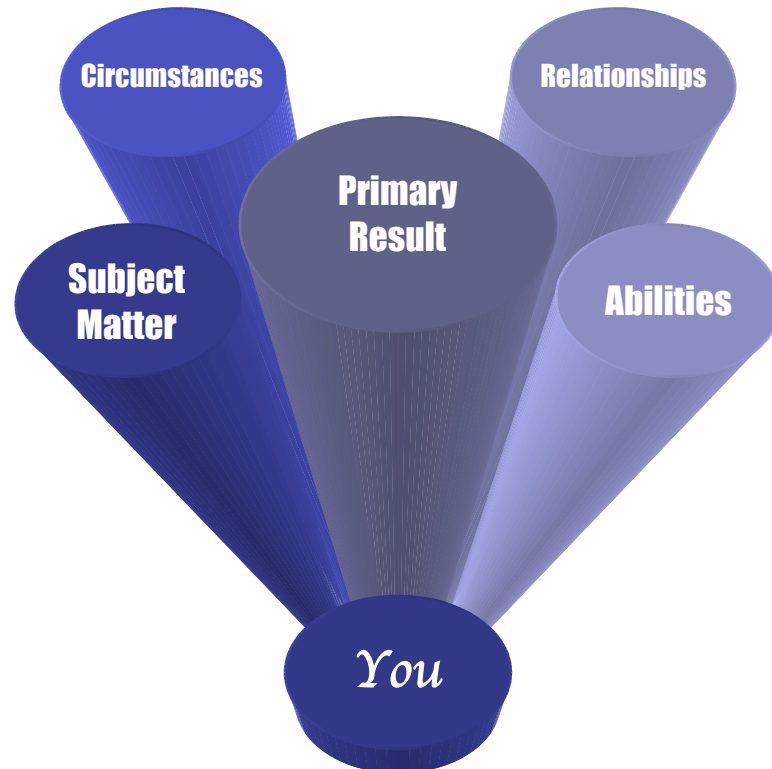 Circumstances
Relationships
Primary
Result
Subject
Matter
Abilities
You